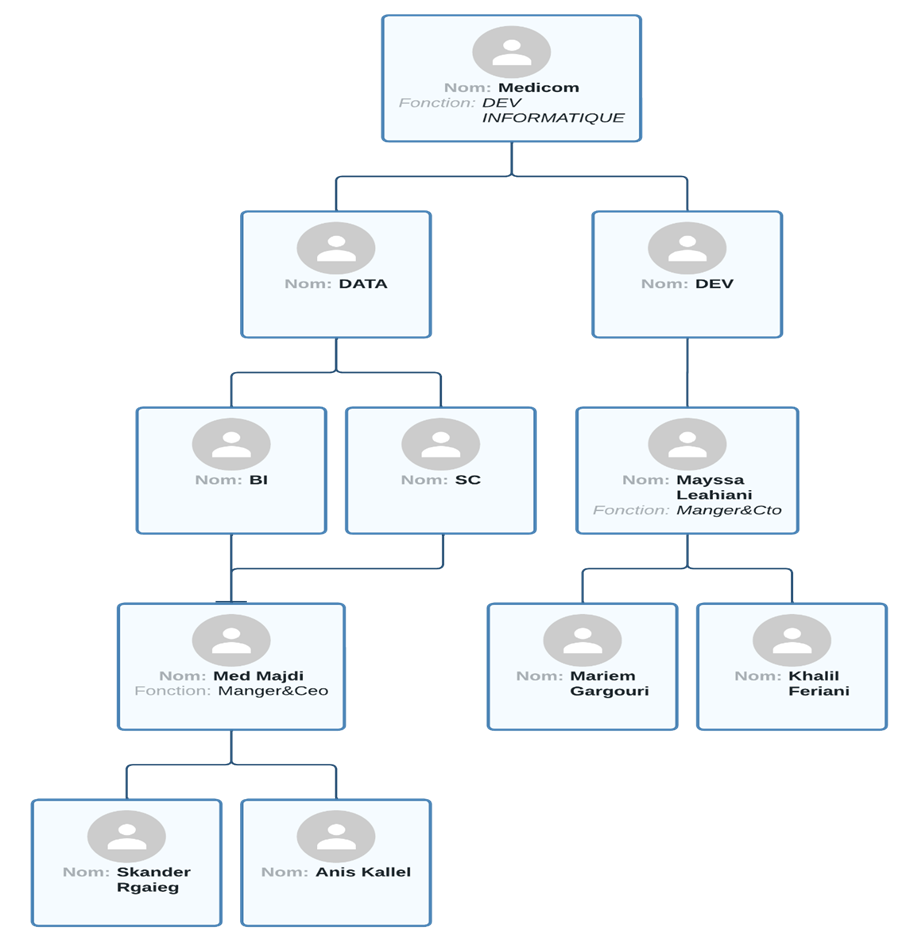 Nom: Medicom
Fonction: DEV
INFORMATIQUE
Nom: DATA
Nom: DEV
Nom: BI
Nom: SC
Nom: Mayssa
Leahiani
Fonction: Manger&Cto
Nom: Med Majdi
Fonction: Manger&Ceo
Nom: Mariem
Gargouri
Nom: Khalil
Feriani
Nom: Skander
Rgaieg
Nom: Anis Kallel